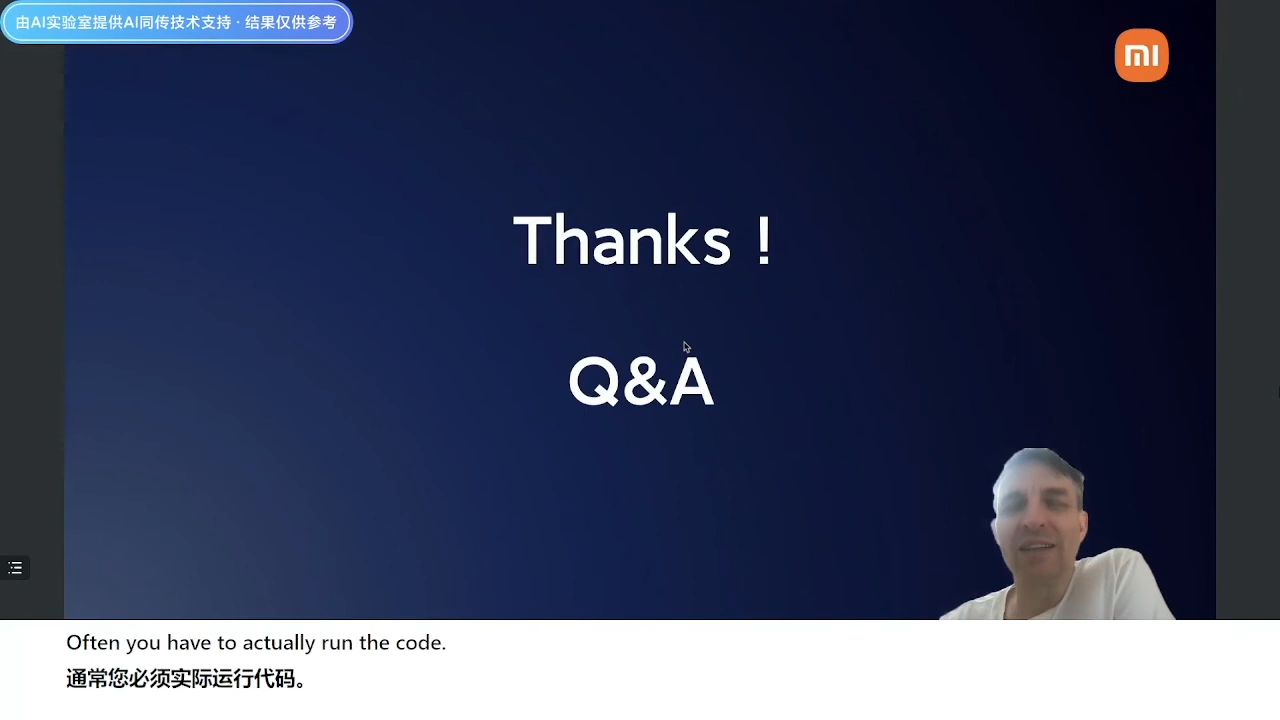 由AI实验室提供AI同传技术支持 · 结果仅供参考
Thanks！
Q&A
Often you have to actually run the code.
通常您必须实际运行代码。